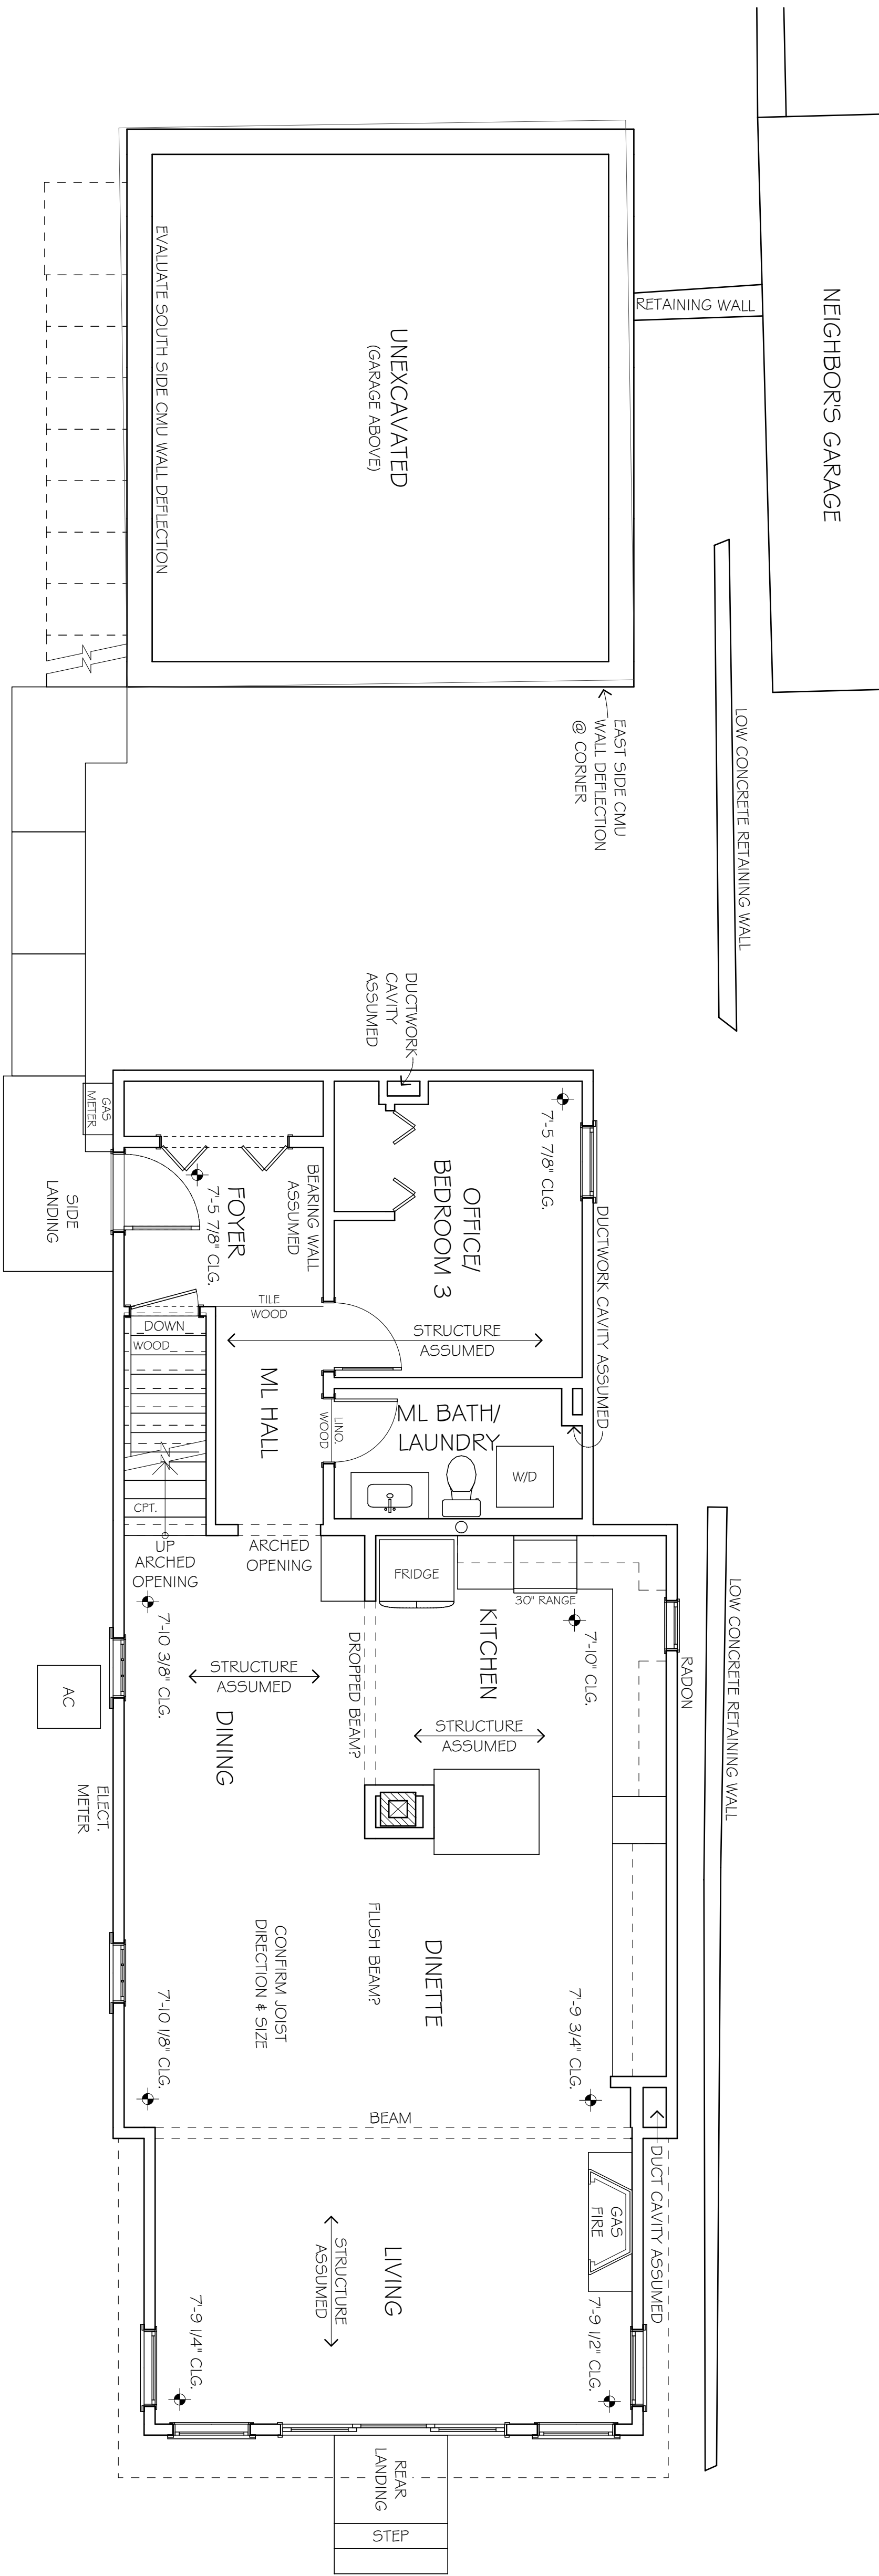 NEIGHBOR'S GARAGE
RETAINING WALL
UNEXCAVATED
(GARAGE ABOVE)
EVALUATE SOUTH SIDE CMU WALL DEFLECTION
EAST SIDE CMU
WALL DEFLECTION
@ CORNER
LOW CONCRETE RETAINING WALL
DUCTWORK
CAVITY
ASSUMED
GAS
METER
SIDE
LANDING
7'-5 7/8" CLG.
OFFICE/
BEDROOM 3
BEARING WALL
ASSUMED
FOYER
7'-5 7/8" CLG.
DUCTWORK CAVITY ASSUMED
TILE
WOOD
STRUCTURE
ASSUMED
DOWN
WOOD
ML HALL
LINO.
WOOD
ML BATH/
LAUNDRY
W/D
CPT.
UP
ARCHED
OPENING
ARCHED
OPENING
FRIDGE
30" RANGE
LOW CONCRETE RETAINING WALL
KITCHEN
7'-10" CLG.
RADON
7'-10 3/8" CLG.
STRUCTURE
ASSUMED
DROPPED BEAM?
STRUCTURE
ASSUMED
AC
DINING
ELECT.
METER
FLUSH BEAM?
CONFIRM JOIST
DIRECTION & SIZE
DINETTE
7'-9 3/4" CLG.
7'-10 1/8" CLG.
BEAM
DUCT CAVITY ASSUMED
GAS
FIRE
STRUCTURE
ASSUMED
LIVING
7'-9 1/2" CLG.
7'-9 1/4" CLG.
REAR
LANDING
STEP